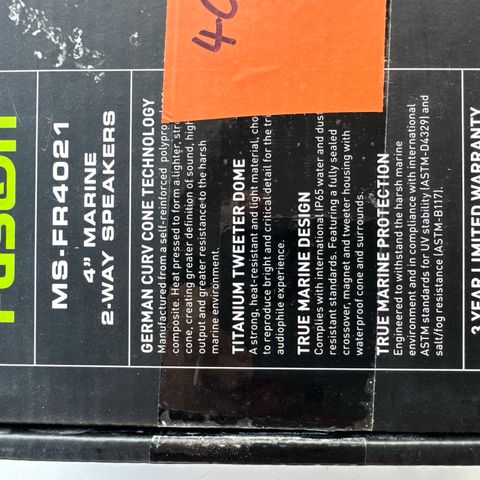 MS-FR4021
4" MARINE
2-WAY SPEAKERS
GERMAN CURV CONE TECHNOLOGY
Manufactured from a self-reinforced
composite. Heat pressed to form a lighter,
cone, creating greater definition of sound,
output and greater resistance to the harsh
marine environment.
TITANIUM TWEETER DOME
A strong, heat-resistant and light material,
to reproduce bright and critical detail for the
audiophile experience.
TRUE MARINE DESIGN
Complies with international IP65 water and
resistant standards. Featuring a fully sealed
crossover, magnet and tweeter housing with
waterproof cone and surrounds.
TRUE MARINE PROTECTION
Engineered to withstand the harsh marine
environment and in compliance with international
ASTM standards for UV stability (ASTM-D4329) and
salt/fog resistance (ASTM-B117).
3 YEAR LIMITED WARRANTY